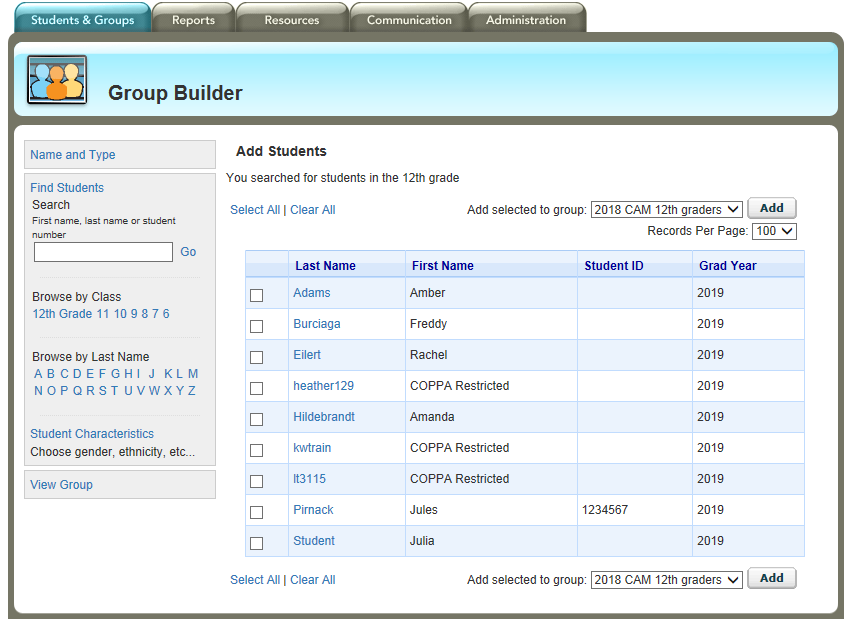 Students & Groups Reports Resources Communication Administration
Group Builder
Name and Type
Find Students
Search
First name, last name or student
number
Go
Browse by Class
12th Grade 11 10 9 8 7 6
Browse by Last Name
A B C D E F G H I J K L M
N O P Q R S T U V W X Y Z
Student Characteristics
Choose gender, ethnicity, etc...
View Group
Add Students
You searched for students in the 12th grade
Select All | Clear All Add selected to group: 2018 CAM 12th graders Add
Records Per Page: 100
Last Name First Name Student ID Grad Year
Adams Amber 2019
Burciaga Freddy 2019
Eilert Rachel 2019
heather129 COPPA Restricted 2019
Hildebrandt Amanda 2019
kwtrain COPPA Restricted 2019
lt3115 COPPA Restricted 2019
Pirnack Jules 1234567 2019
Student Julia 2019
Select All | Clear All Add selected to group: 2018 CAM 12th graders Add